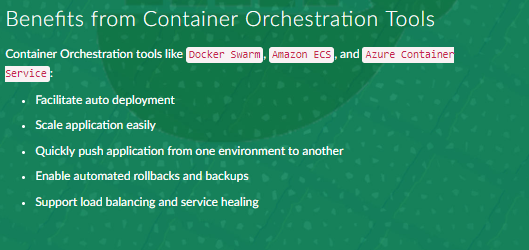 Benefits from Container Orchestration Tools
Container Orchestration tools like Docker Swarm, Amazon ECS, and Azure Container
Service:
• Facilitate auto deployment
• Scale application easily
• Quickly push application from one environment to another
• Enable automated rollbacks and backups
• Support load balancing and service healing